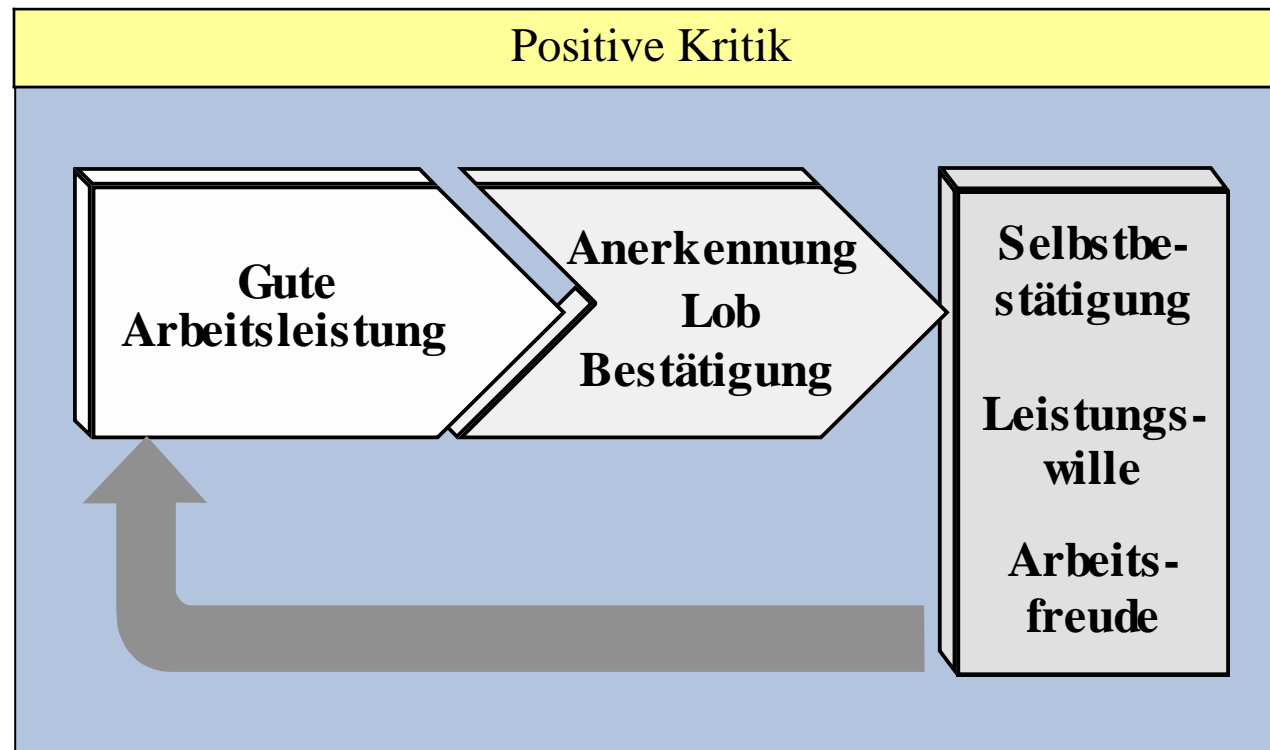 Positive Kritik
Gute
Arbeitsleistung
Anerkennung
Lob
Bestätigung
Selbstbe-
stätigung
Leistungs-
wille
Arbeits-
freude